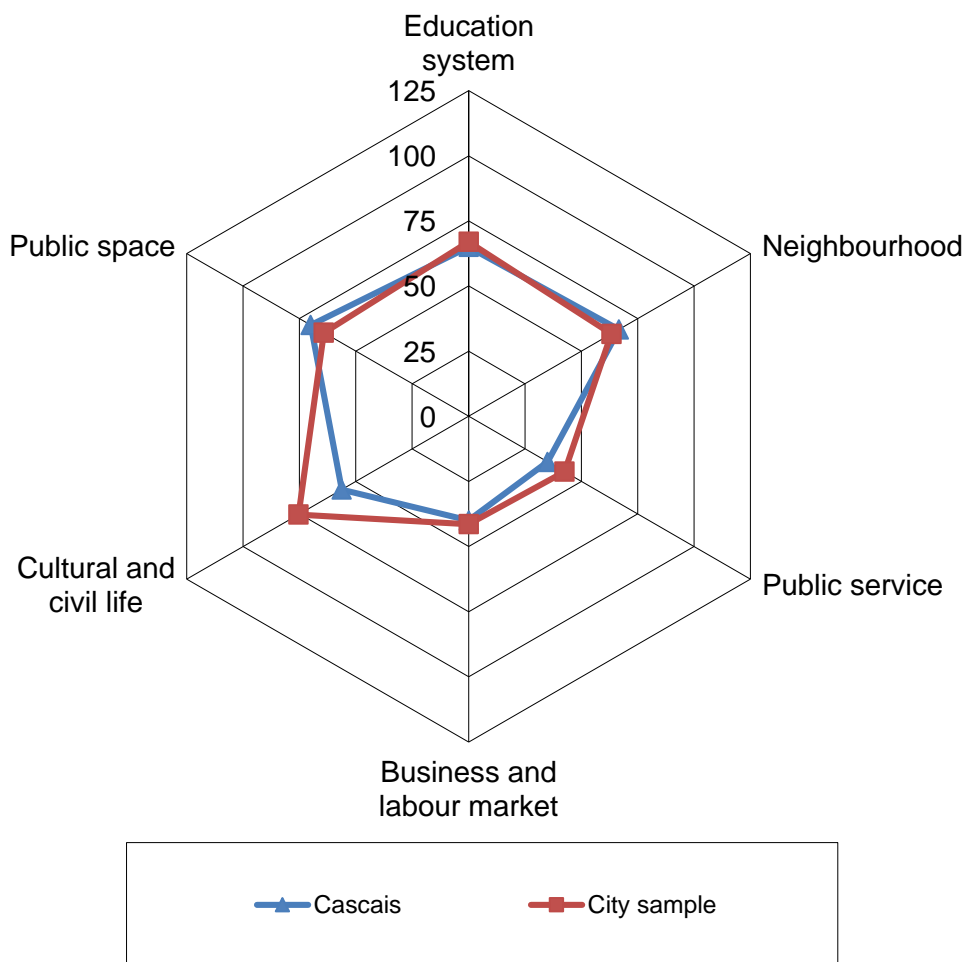 Education
system
125
100
75
50
25
0
Public space
Neighbourhood
Cultural and
civil life
Public service
Business and
labour market
Cascais
City sample